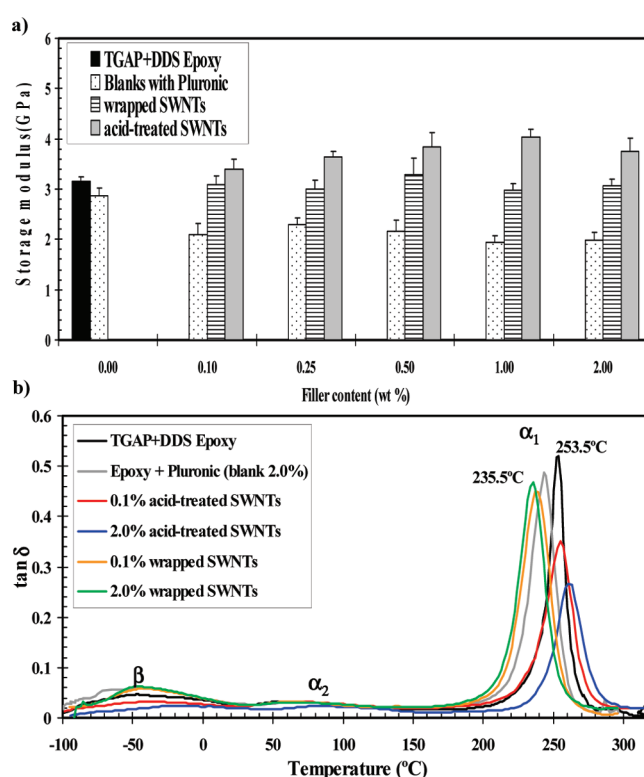 a)
6
5
4
3
2
1
0
Storage modulus(GPa)
TGAP+DDS Epoxy
Blanks with Pluronic
wrapped SWNTs
acid-treated SWNTs
0.00 0.10 0.25 0.50 1.00 2.00
Filler content (wt %)
b)
0.6
0.5
0.4
0.3
0.2
0.1
0
tan δ
TGAP+DDS Epoxy
Epoxy + Pluronic (blank 2.0%)
0.1% acid-treated SWNTs
2.0% acid-treated SWNTs
0.1% wrapped SWNTs
2.0% wrapped SWNTs
α1
253.5ºC
235.5ºC
β
α2
-100 -50 0 50 100 150 200 250 300
Temperature (ºC)